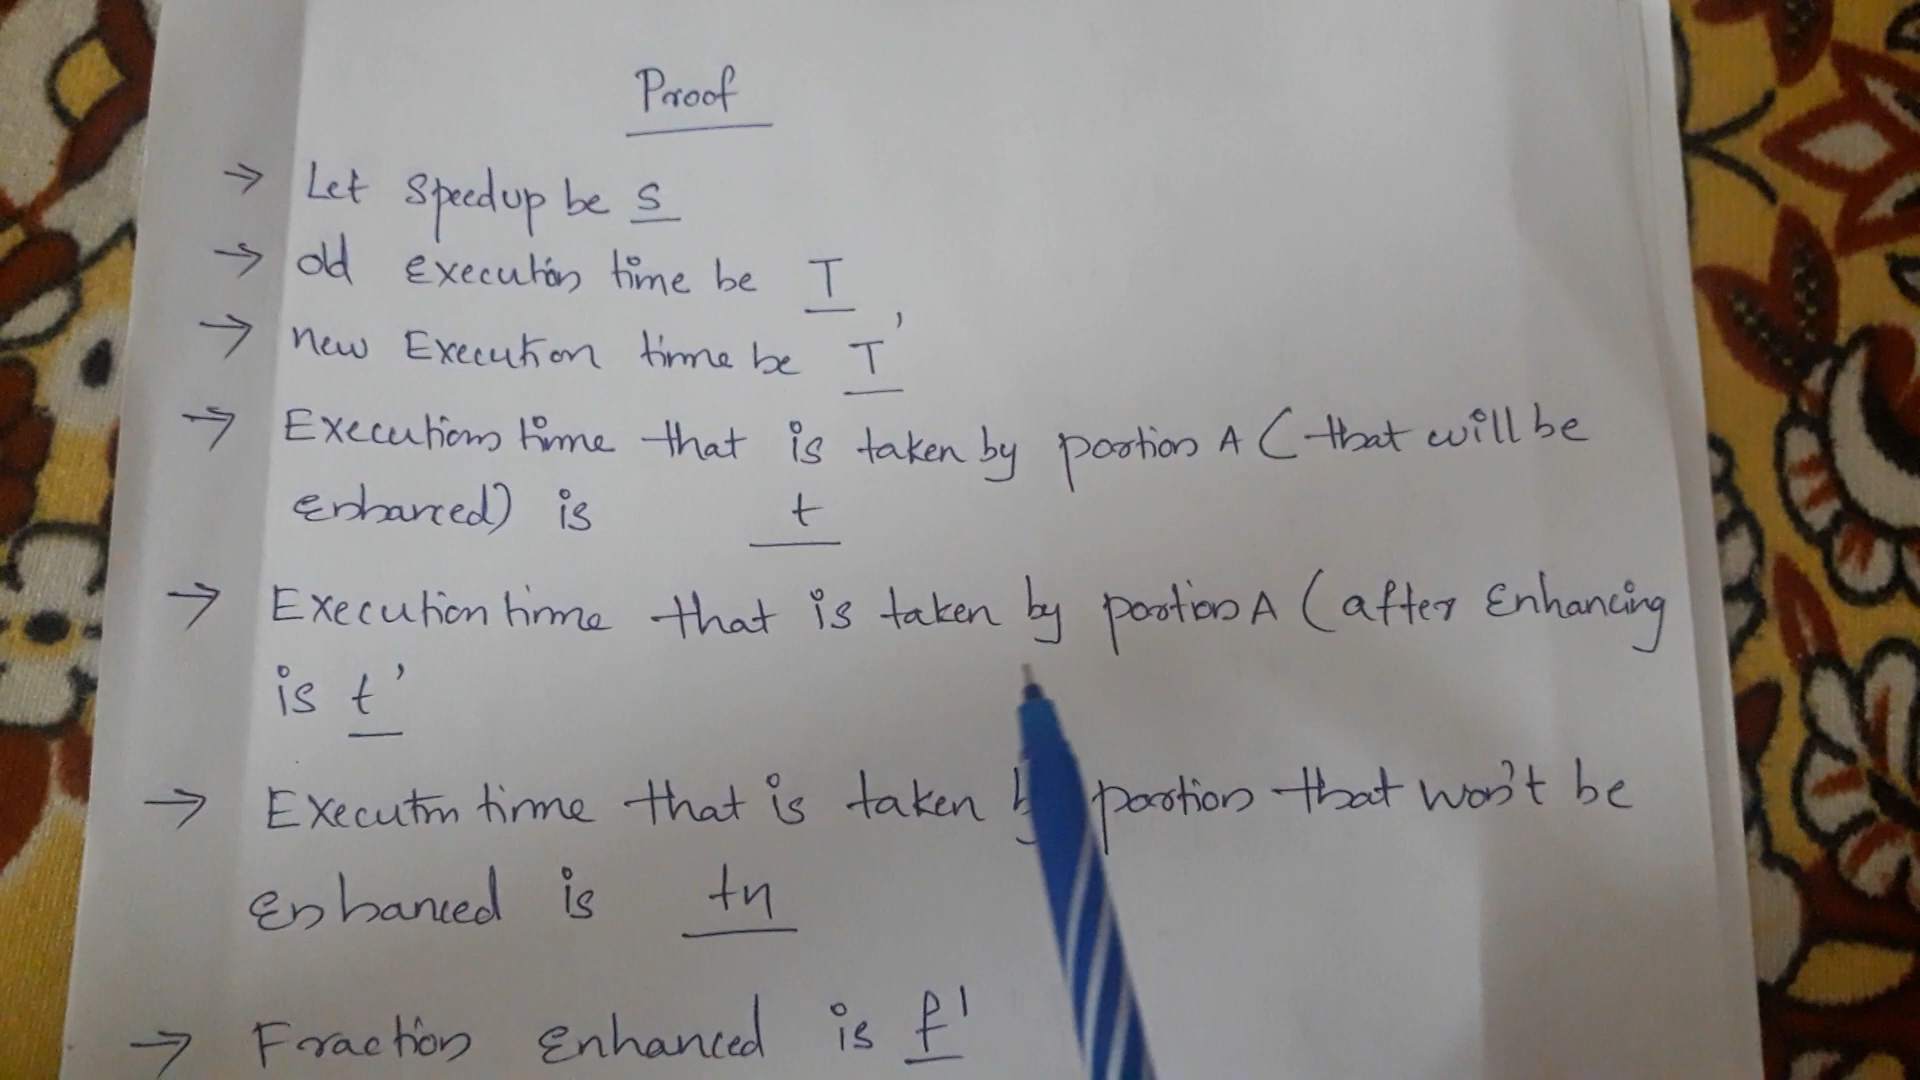 Proof
→ Let speedup be S
→ old execution time be T
→ new Execution time be T'
→ Execution time that is taken by portion A ( that will be
enhanced) is t
→ Execution time that is taken by portion A ( after Enhancing
is t'
→ Execution time that is taken by portion that won't be
enhanced is tn
→ Fraction enhanced is f'